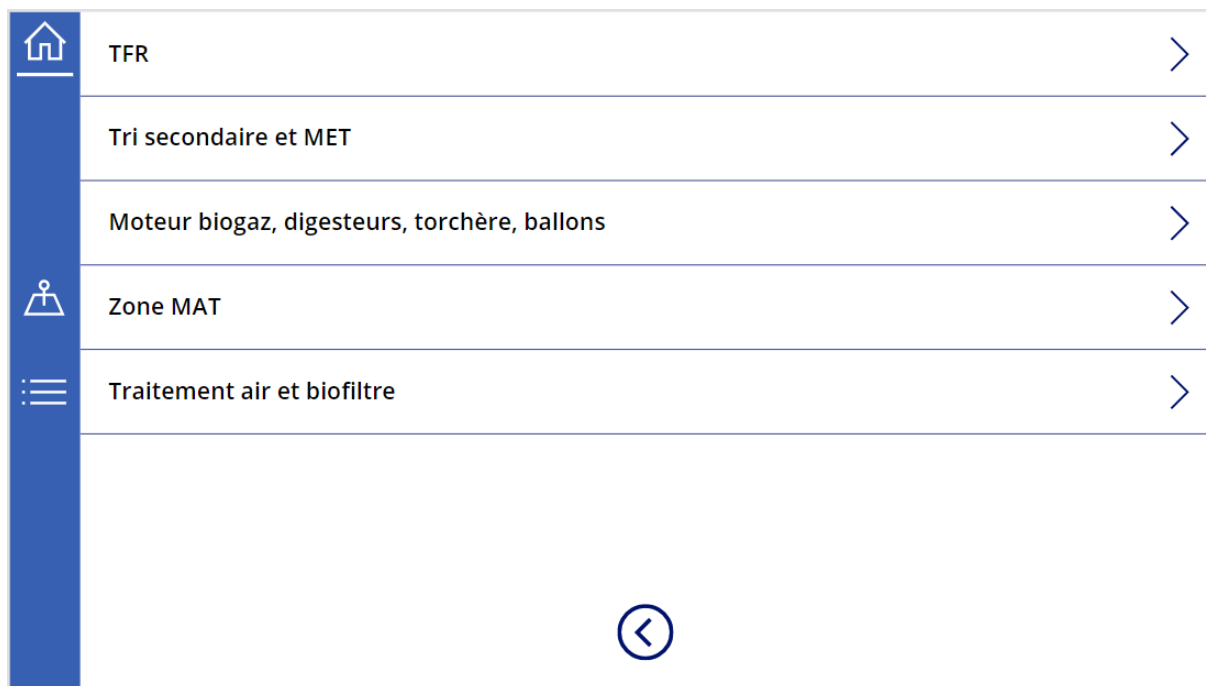 TFR
Tri secondaire et MET
Moteur biogaz, digesteurs, torchère, ballons
Zone MAT
Traitement air et biofiltre